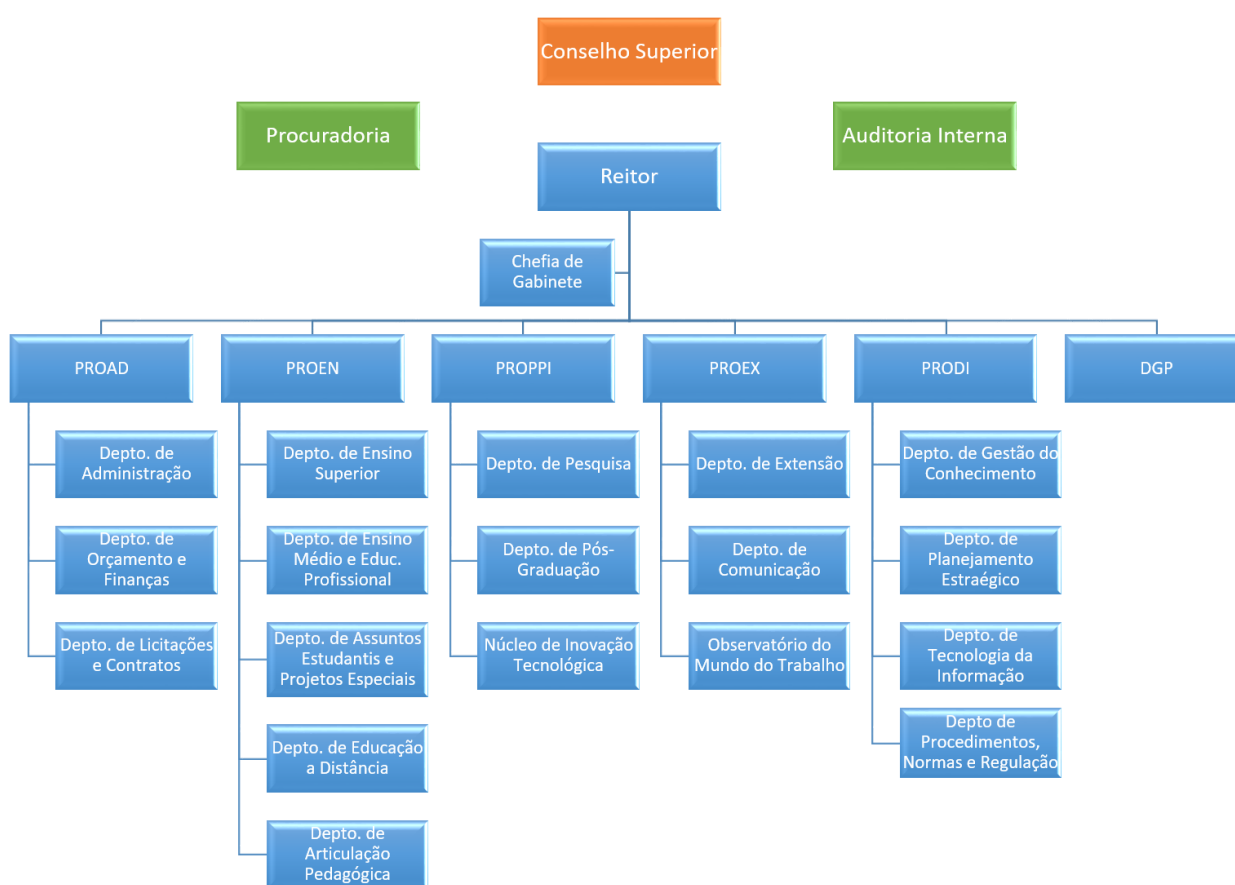 Conselho Superior
Procuradoria
Auditoria Interna
Reitor
Chefia de
Gabinete
PROAD
PROEN
PROPPI
PROEX
PRODI
DGP
Depto. de
Administração
Depto. de
Orçamento e
Finanças
Depto. de Licitações
e Contratos
Depto. de Ensino
Superior
Depto. de Ensino
Médio e Educ.
Profissional
Depto. de Assuntos
Estudantis e
Projetos Especiais
Depto. de Educação
a Distância
Depto. de
Articulação
Pedagógica
Depto. de Pesquisa
Depto. de Pós-
Graduação
Núcleo de Inovação
Tecnológica
Depto. de Extensão
Depto. de
Comunicação
Observatório do
Mundo do Trabalho
Depto. de Gestão do
Conhecimento
Depto. de
Planejamento
Estraégico
Depto. de
Tecnologia da
Informação
Depto de
Procedimentos,
Normas e Regulação